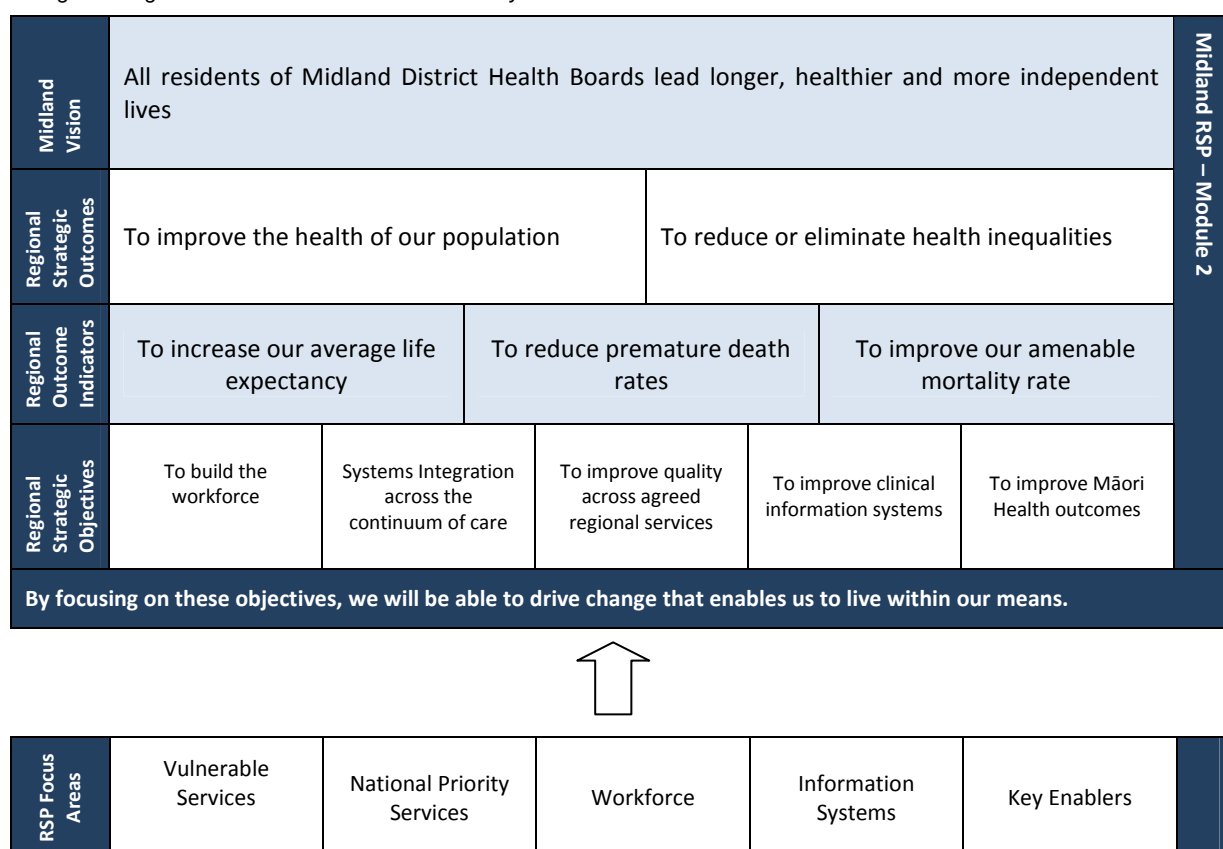 Midland
Vision
All residents of Midland District Health Boards lead longer, healthier and more independent
lives
Midland RSP – Module 2
Regional
Strategic
Outcomes
To improve the health of our population
To reduce or eliminate health inequalities
Regional
Outcome
Indicators
To increase our average life
expectancy
To reduce premature death
rates
To improve our amenable
mortality rate
Regional
Strategic
Objectives
To build the
workforce
Systems Integration
across the
continuum of care
To improve quality
across agreed
regional services
To improve clinical
information systems
To improve Māori
Health outcomes
By focusing on these objectives, we will be able to drive change that enables us to live within our means.
RSP Focus
Areas
Vulnerable
Services
National Priority
Services
Workforce
Information
Systems
Key Enablers